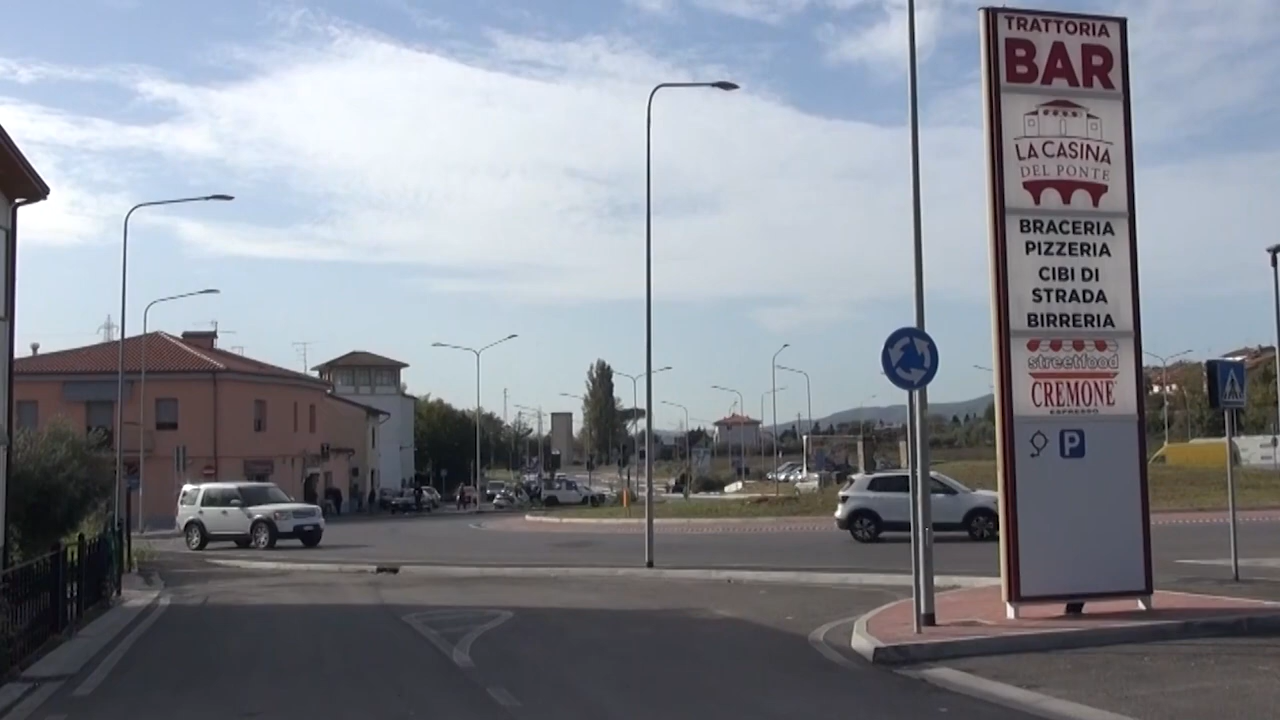 TRATTORIA
BAR
LA CASINA
DEL PONTE
BRACERIA
PIZZERIA
CIBI DI
STRADA
BIRRERIA
streetfood
CREMONE
ESPRESSO
P